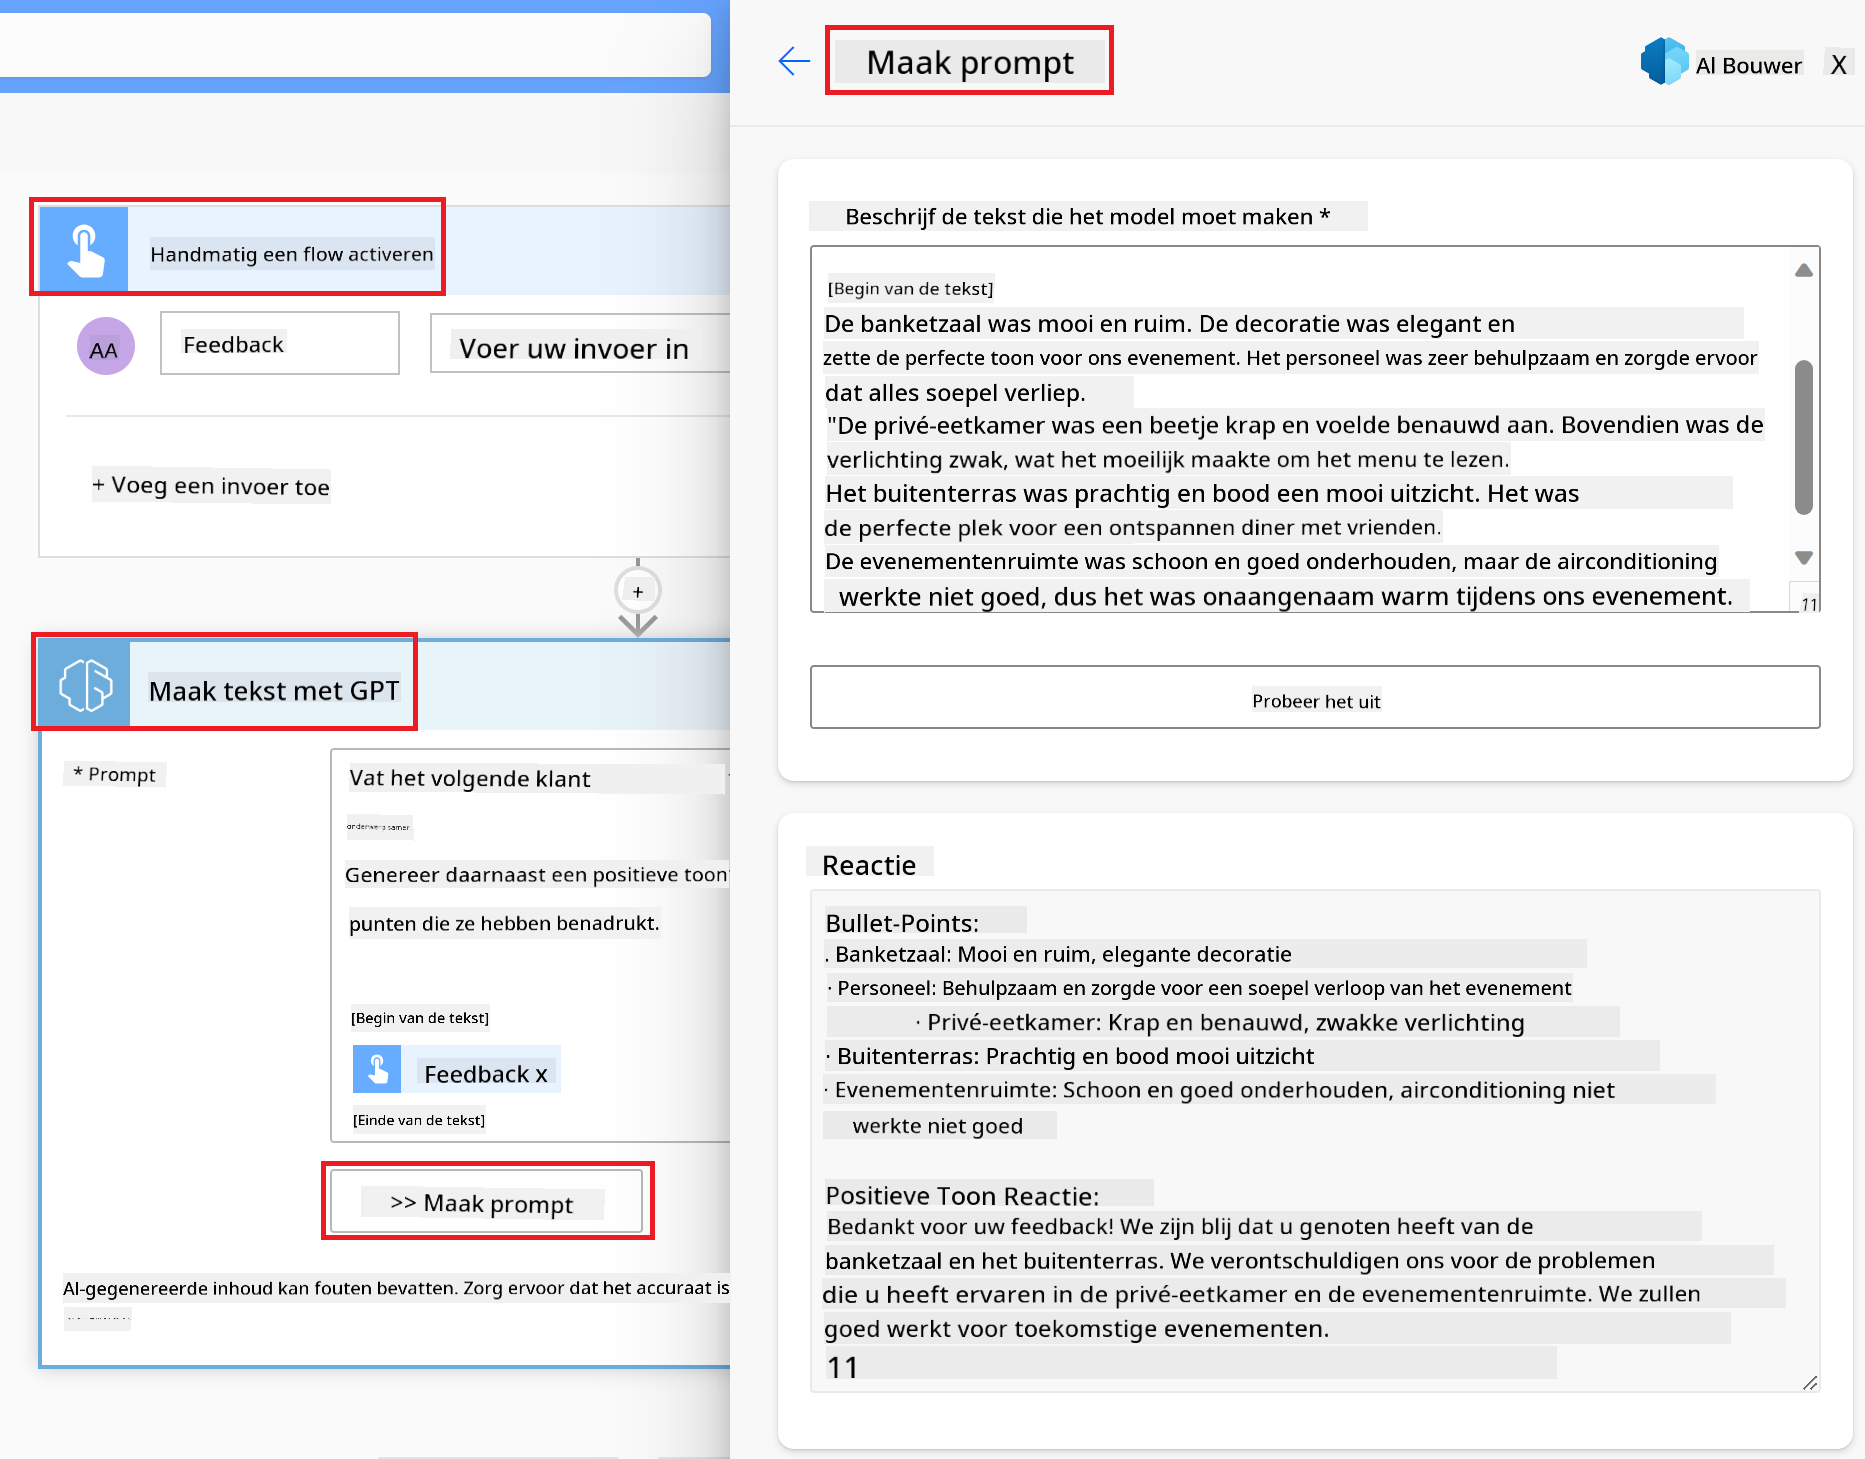 Handmatig een flow activeren
AA
Feedback
Voer uw invoer in
+ Voeg een invoer toe
+
Maak tekst met GPT
* Prompt
Vat het volgende klant
onderwerp samen
Genereer daarnaast een positieve toon
punten die ze hebben benadrukt.
[Begin van de tekst]
Feedback x
[Einde van de tekst]
>> Maak prompt
AI-gegenereerde inhoud kan fouten bevatten. Zorg ervoor dat het accuraat is
Maak prompt
AI Bouwer
X
Beschrijf de tekst die het model moet maken *
[Begin van de tekst]
De banketzaal was mooi en ruim. De decoratie was elegant en
zette de perfecte toon voor ons evenement. Het personeel was zeer behulpzaam en zorgde ervoor
dat alles soepel verliep.
"De privé-eetkamer was een beetje krap en voelde benauwd aan. Bovendien was de
verlichting zwak, wat het moeilijk maakte om het menu te lezen.
Het buitenterras was prachtig en bood een mooi uitzicht. Het was
de perfecte plek voor een ontspannen diner met vrienden.
De evenementenruimte was schoon en goed onderhouden, maar de airconditioning
werkte niet goed, dus het was onaangenaam warm tijdens ons evenement.
11
Probeer het uit
Reactie
Bullet-Points:
. Banketzaal: Mooi en ruim, elegante decoratie
· Personeel: Behulpzaam en zorgde voor een soepel verloop van het evenement
· Privé-eetkamer: Krap en benauwd, zwakke verlichting
· Buitenterras: Prachtig en bood mooi uitzicht
· Evenementenruimte: Schoon en goed onderhouden, airconditioning niet
werkte niet goed
Positieve Toon Reactie:
Bedankt voor uw feedback! We zijn blij dat u genoten heeft van de
banketzaal en het buitenterras. We verontschuldigen ons voor de problemen
die u heeft ervaren in de privé-eetkamer en de evenementenruimte. We zullen
goed werkt voor toekomstige evenementen.
11